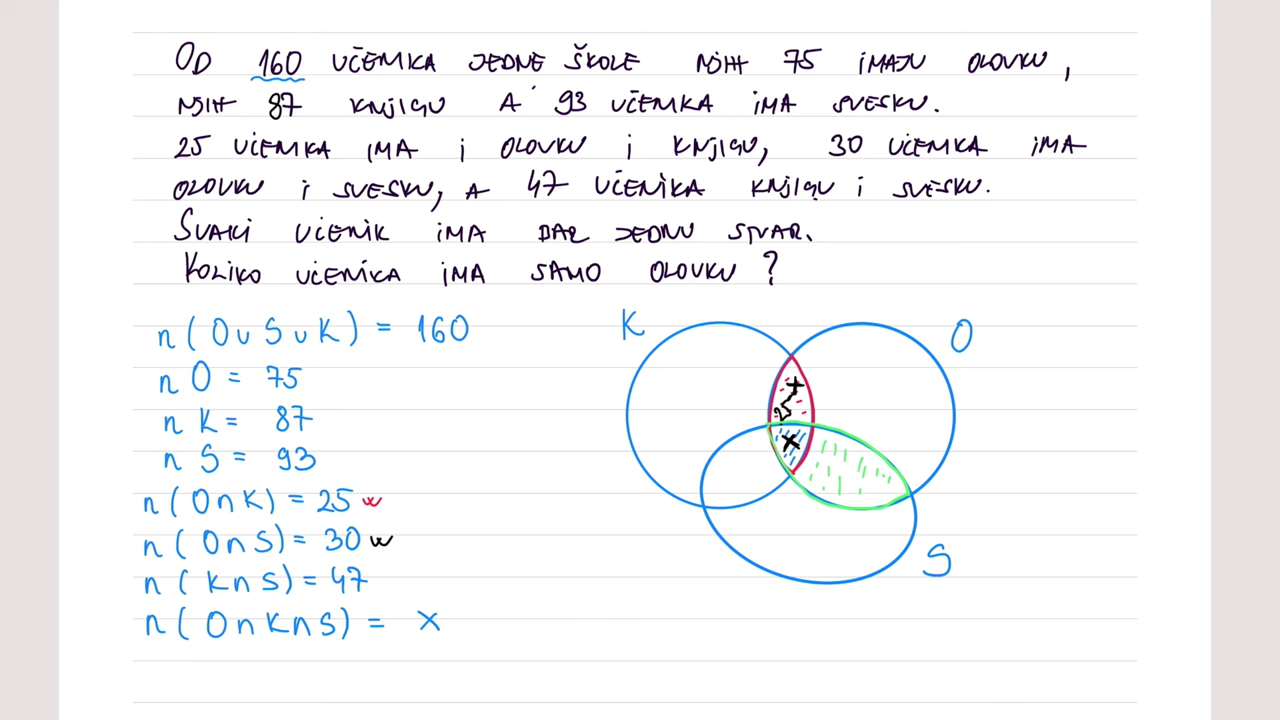 OD 160 UČENIKA JEDNE ŠKOLE NJIH 75 IMAJU OLOVKU,
NJIH 87 KNJIGU A 93 UČENIKA IMA SVESKU.
25 UČENIKA IMA I OLOVKU I KNJIGU, 30 UČENIKA IMA
OLOVKU I SVESKU, A 47 UČENIKA KNJIGU I SVESKU.
SVAKI UČENIK IMA BAR JEDNU STVAR.
KOLIKO UČENIKA IMA SAMO OLOVKU?
n(O∪S∪K) = 160
n O = 75
n K = 87
n S = 93
n(O∩K) = 25 w
n(O∩S) = 30 w
n(K∩S) = 47
n(O∩K∩S) = x
K
O
25-x
x
S